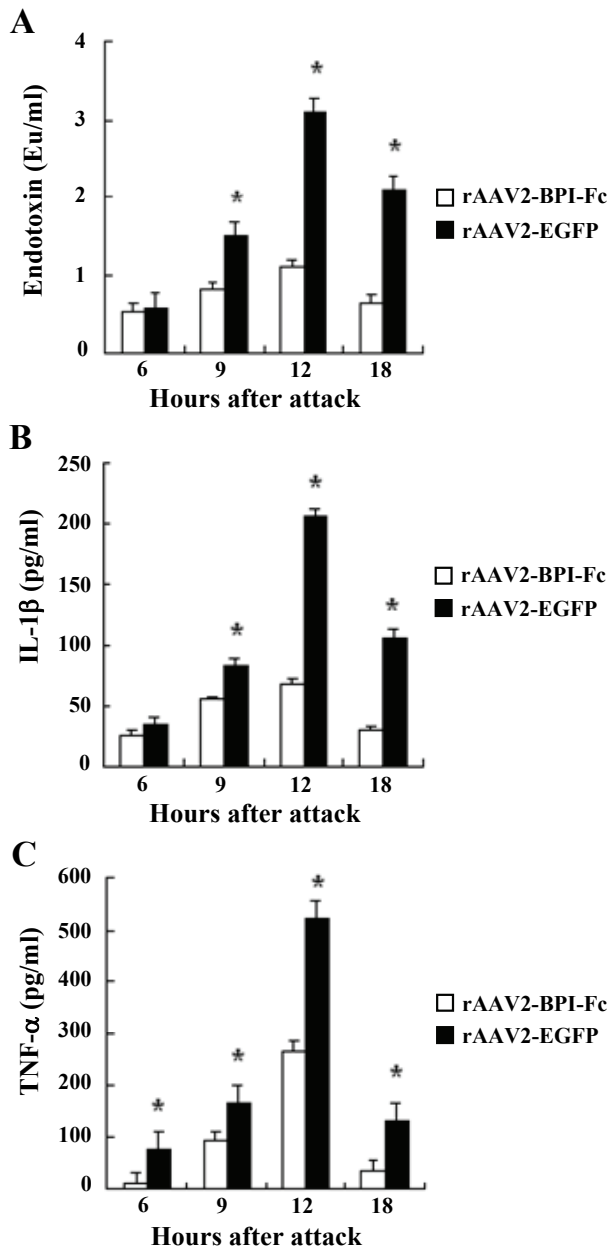 A
Endotoxin (Eu/ml)
4
3
2
1
0
*
*
*
rAAV2-BPI-Fc
rAAV2-EGFP
6 9 12 18
Hours after attack
B
IL-1β (pg/ml)
250
200
150
100
50
0
*
*
*
rAAV2-BPI-Fc
rAAV2-EGFP
6 9 12 18
Hours after attack
C
TNF-α (pg/ml)
600
500
400
300
200
100
0
*
*
*
*
rAAV2-BPI-Fc
rAAV2-EGFP
6 9 12 18
Hours after attack